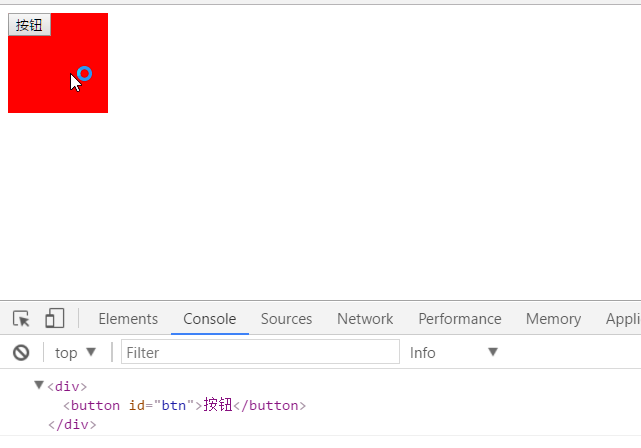 按钮
Elements Console Sources Network Performance Memory
top Filter Info
<div>
<button id="btn">按钮</button>
</div>